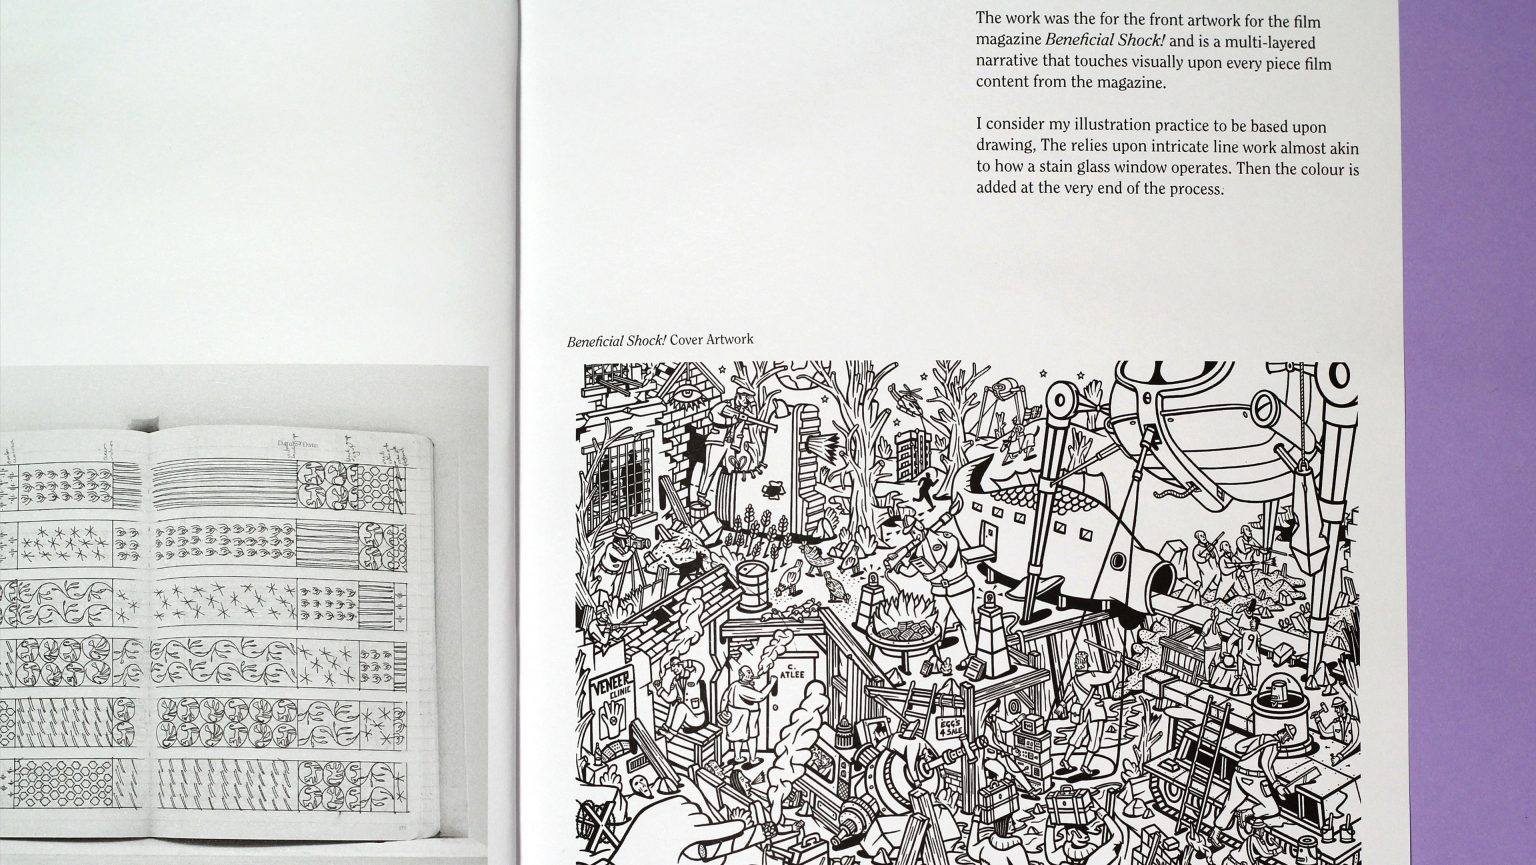 The work was the for the front artwork for the film
magazine Beneficial Shock! and is a multi-layered
narrative that touches visually upon every piece film
content from the magazine.
I consider my illustration practice to be based upon
drawing, The relies upon intricate line work almost akin
to how a stain glass window operates. Then the colour is
added at the very end of the process.
Beneficial Shock! Cover Artwork
VENEER
CLINIC
C.
ATLEE
EGGS
4 SALE